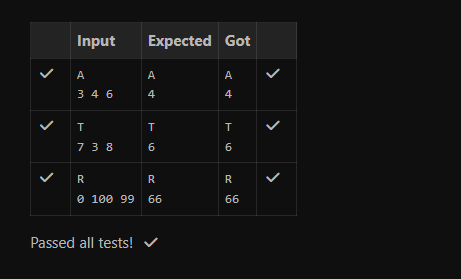 Input Expected Got
A A A
3 4 6 4 4
T T T
7 3 8 6 6
R R R
0 100 99 66 66
Passed all tests!